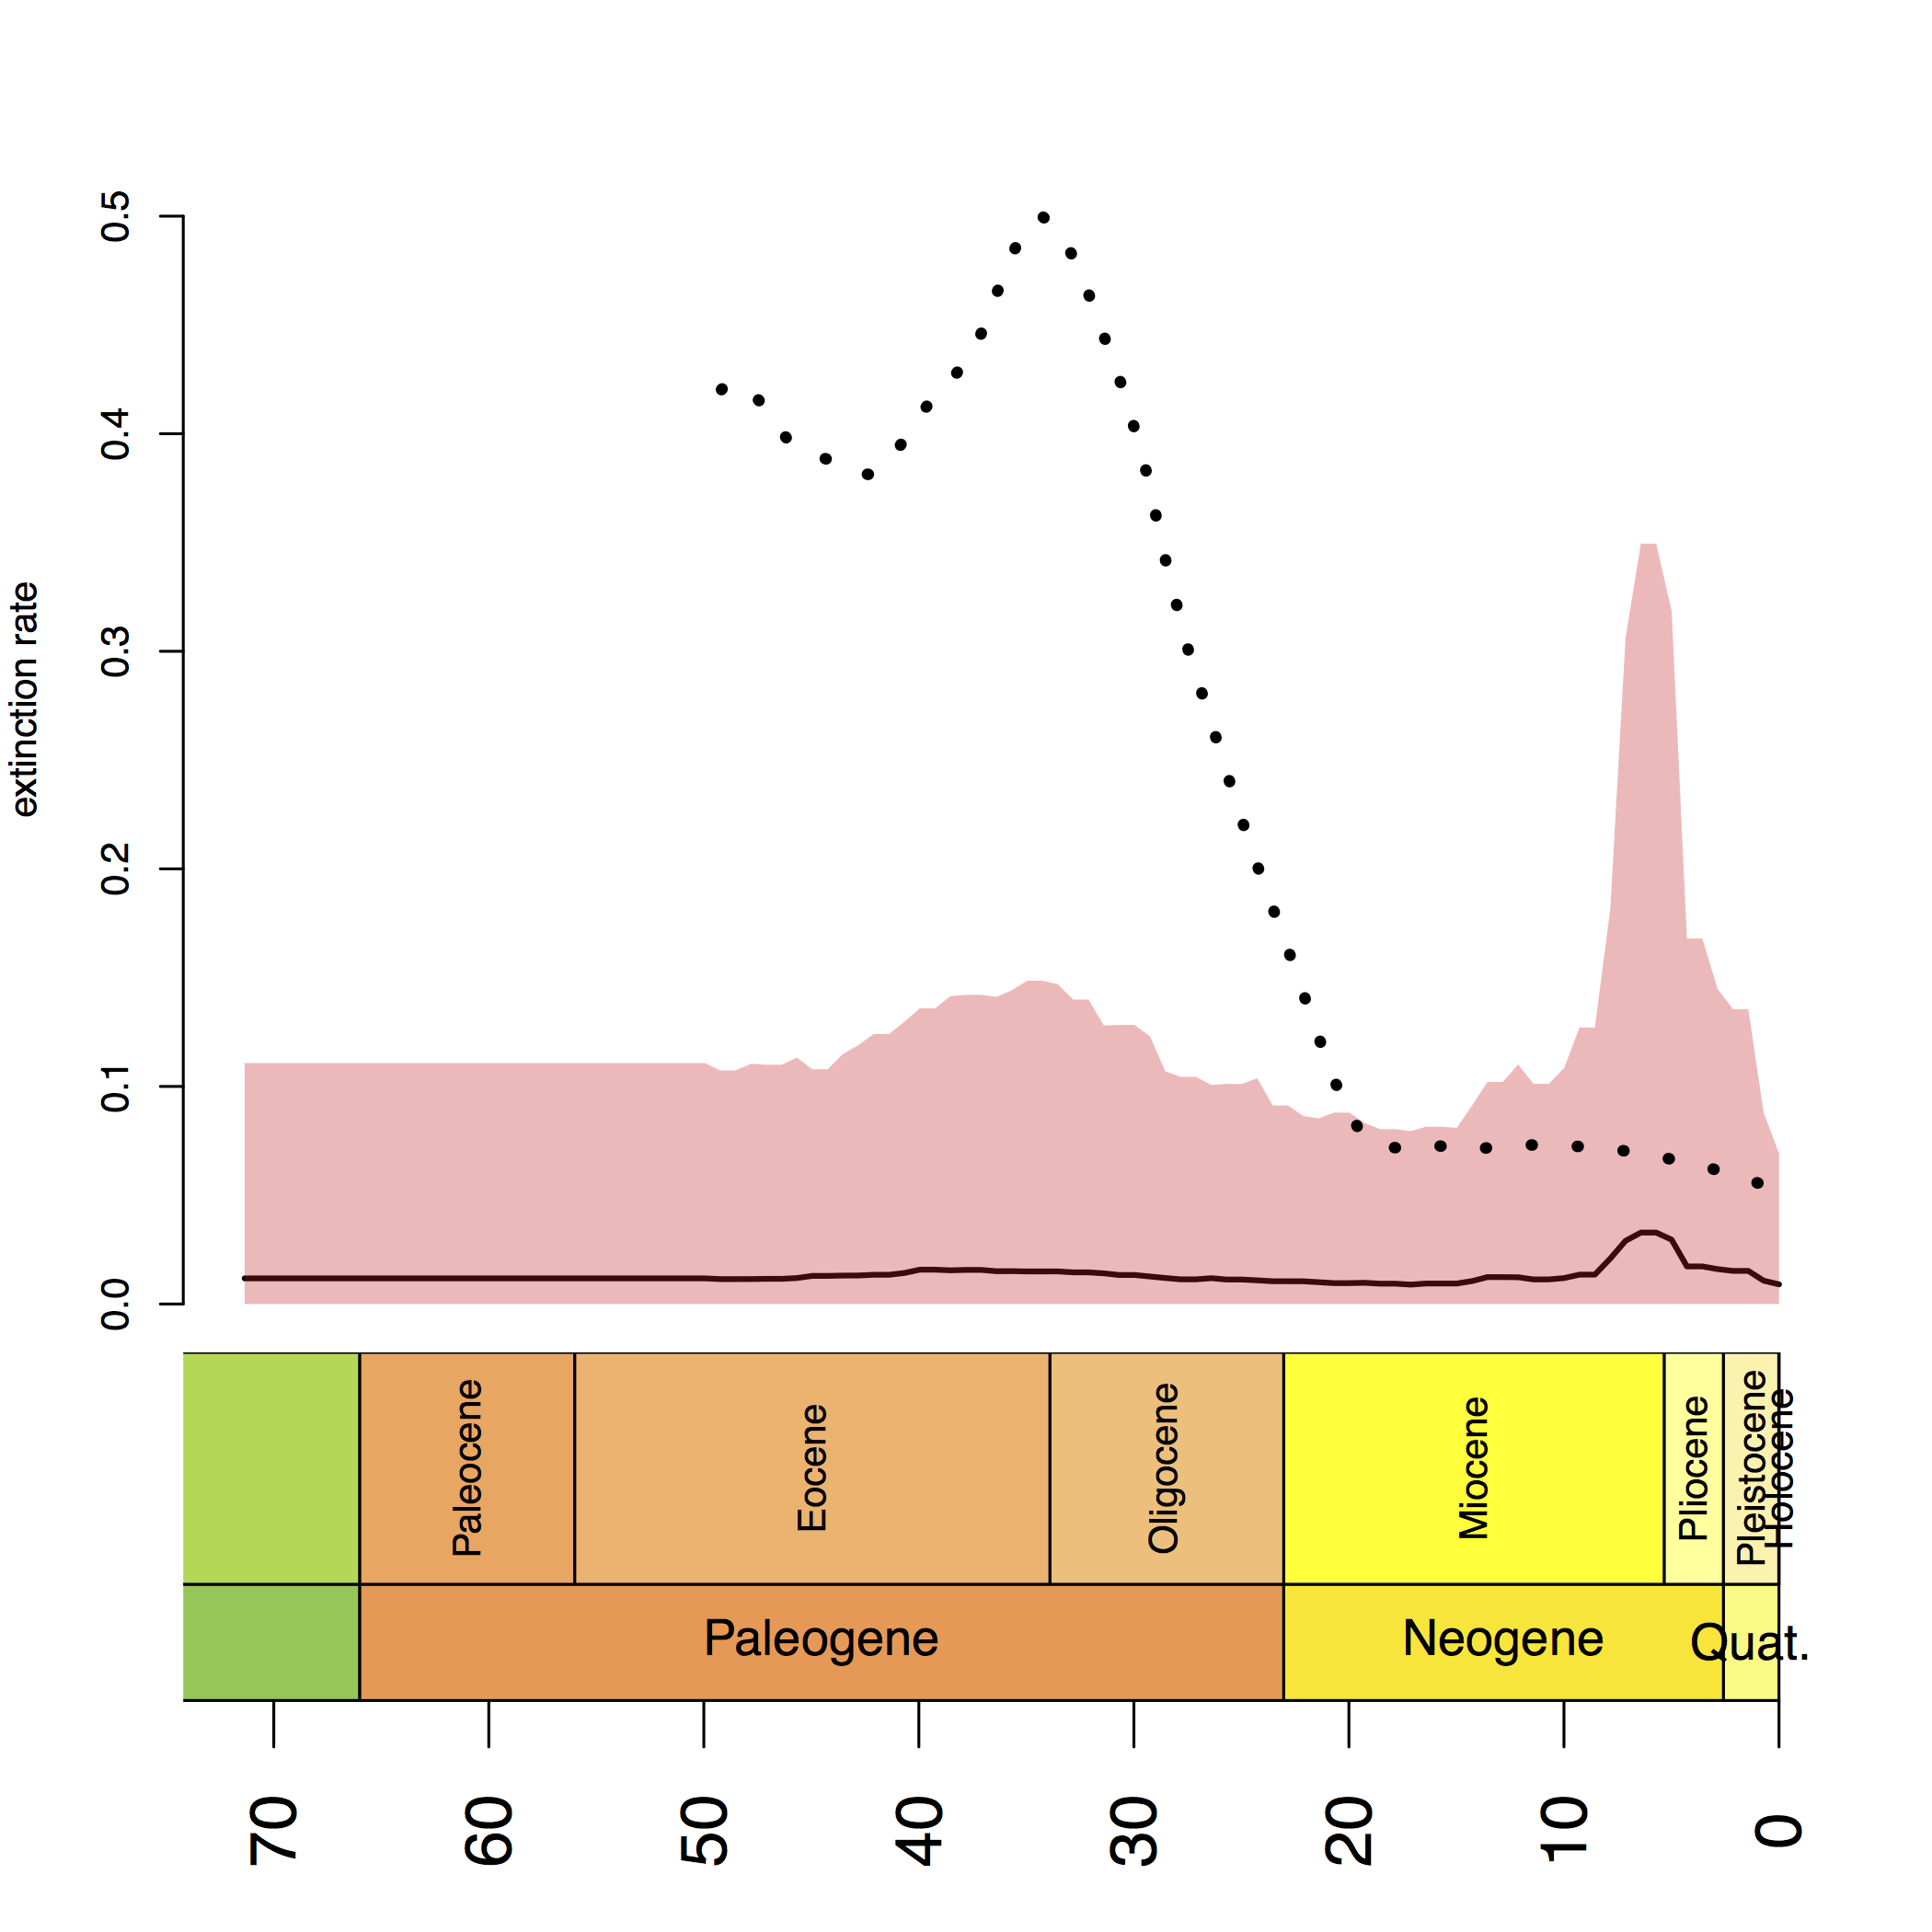 extinction rate
0.5
0.4
0.3
0.2
0.1
0.0
Paleocene
Eocene
Oligocene
Miocene
Pliocene
Pleistocene
Holocene
Paleogene
Neogene
Quat.
70
60
50
40
30
20
10
0